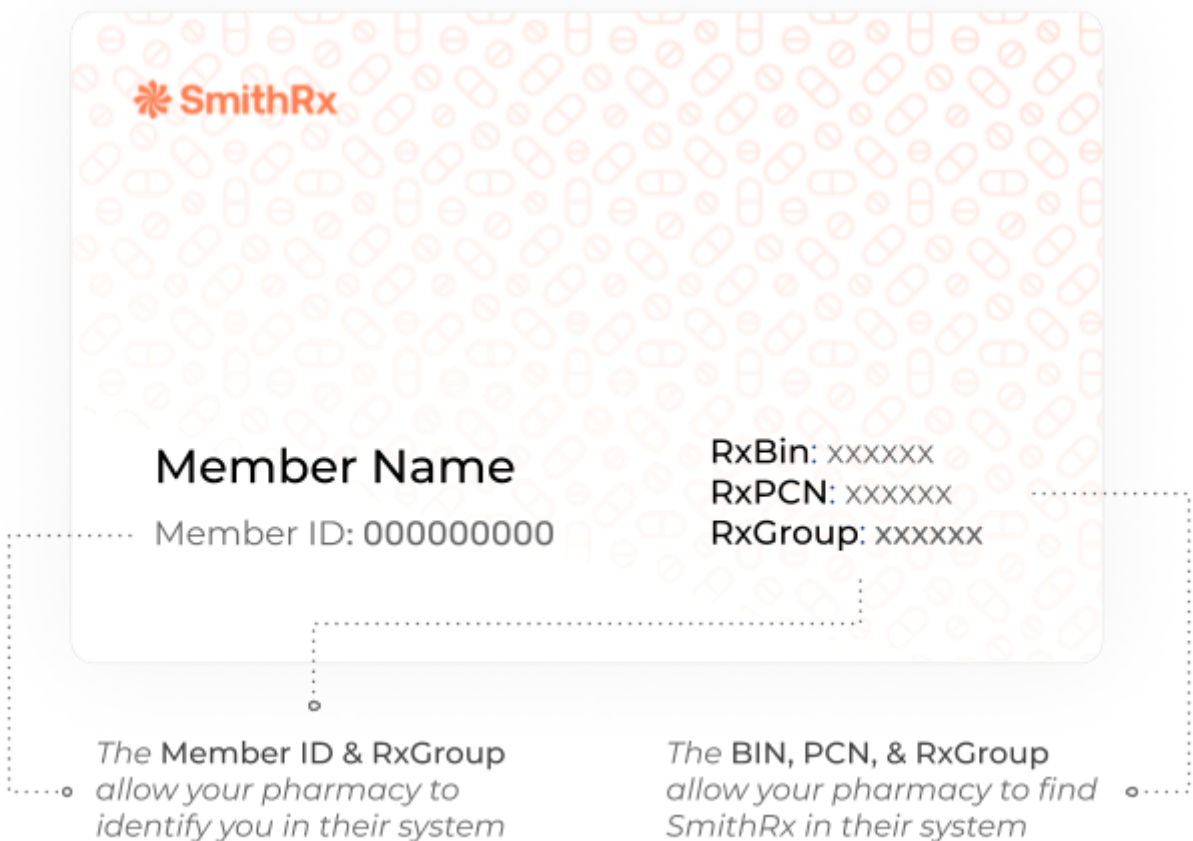 SmithRx
Member Name
Member ID: 000000000
RxBin: xxxxxx
RxPCN: xxxxxx
RxGroup: xxxxxx
The Member ID & RxGroup
allow your pharmacy to
identify you in their system
The BIN, PCN, & RxGroup
allow your pharmacy to find
SmithRx in their system